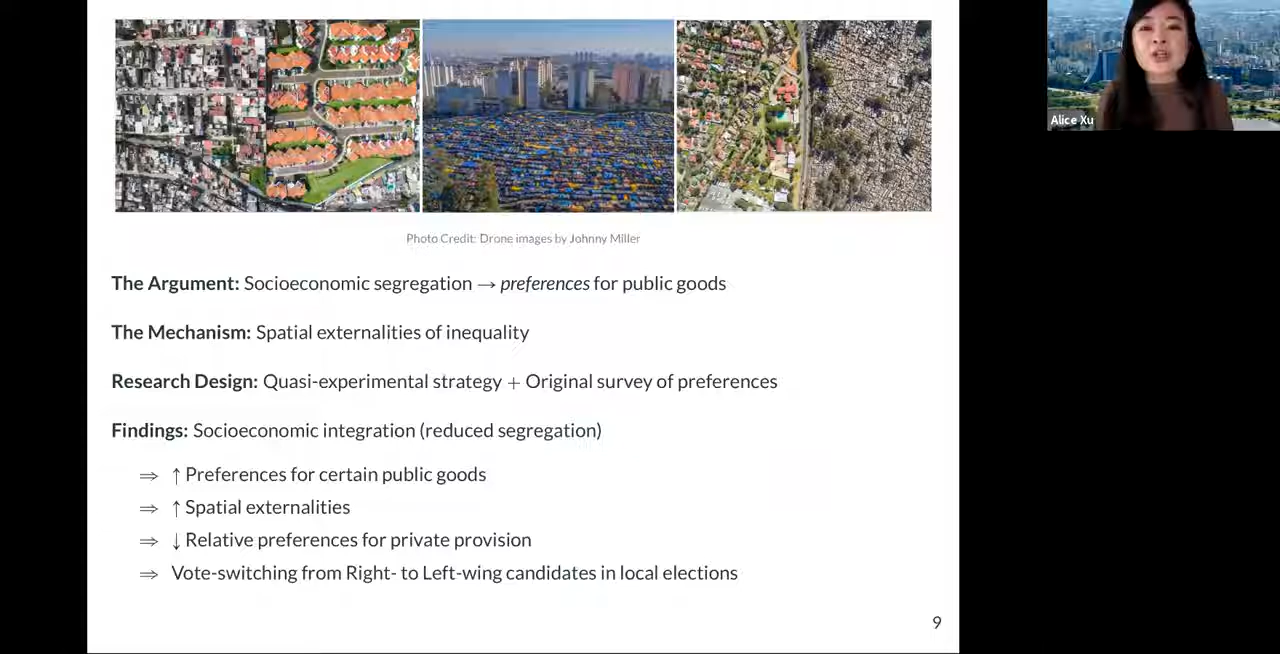 Alice Xu
Photo Credit: Drone images by Johnny Miller
The Argument: Socioeconomic segregation → preferences for public goods
The Mechanism: Spatial externalities of inequality
Research Design: Quasi-experimental strategy + Original survey of preferences
Findings: Socioeconomic integration (reduced segregation)
⇒ ↑ Preferences for certain public goods
⇒ ↑ Spatial externalities
⇒ ↓ Relative preferences for private provision
⇒ Vote-switching from Right- to Left-wing candidates in local elections
9